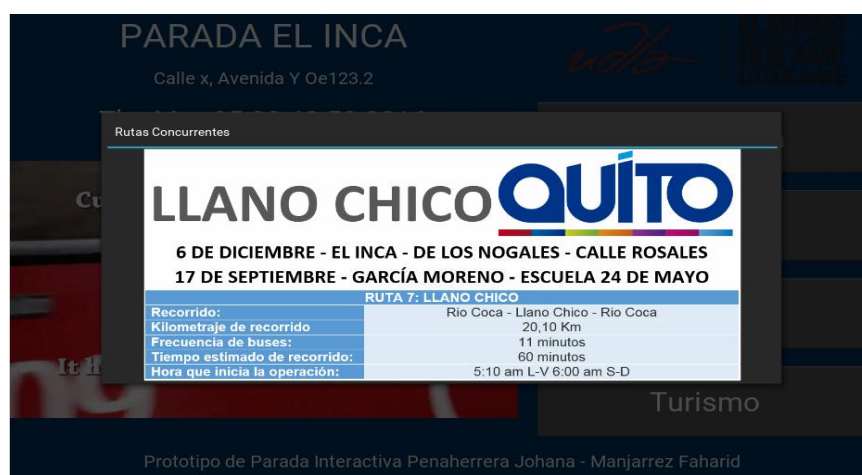 PARADA EL INCA
Calle x, Avenida Y Oe123.2
Rutas Concurrentes
LLANO CHICO QUITO
6 DE DICIEMBRE - EL INCA - DE LOS NOGALES - CALLE ROSALES
17 DE SEPTIEMBRE - GARCÍA MORENO - ESCUELA 24 DE MAYO
RUTA 7: LLANO CHICO
Recorrido: Rio Coca - Llano Chico - Rio Coca
Kilometraje de recorrido 20,10 Km
Frecuencia de buses: 11 minutos
Tiempo estimado de recorrido: 60 minutos
Hora que inicia la operación: 5:10 am L-V 6:00 am S-D
It
Turismo
Prototipo de Parada Interactiva Penaherrera Johana - Manjarrez Faharid